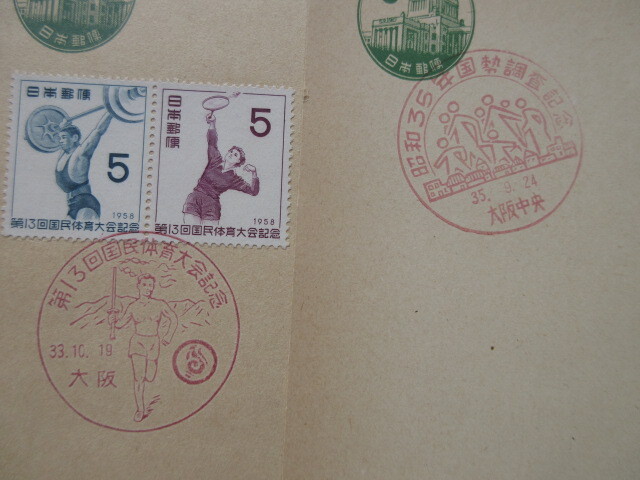 日本郵便
日本郵便
5
1958
第13回国民体育大会記念
日本郵便
5
1958
第13回国民体育大会記念
第13回国民体育大会記念
33.10.19
大阪
日本郵便
昭和35年国勢調査記念
35.9.24
大阪中央